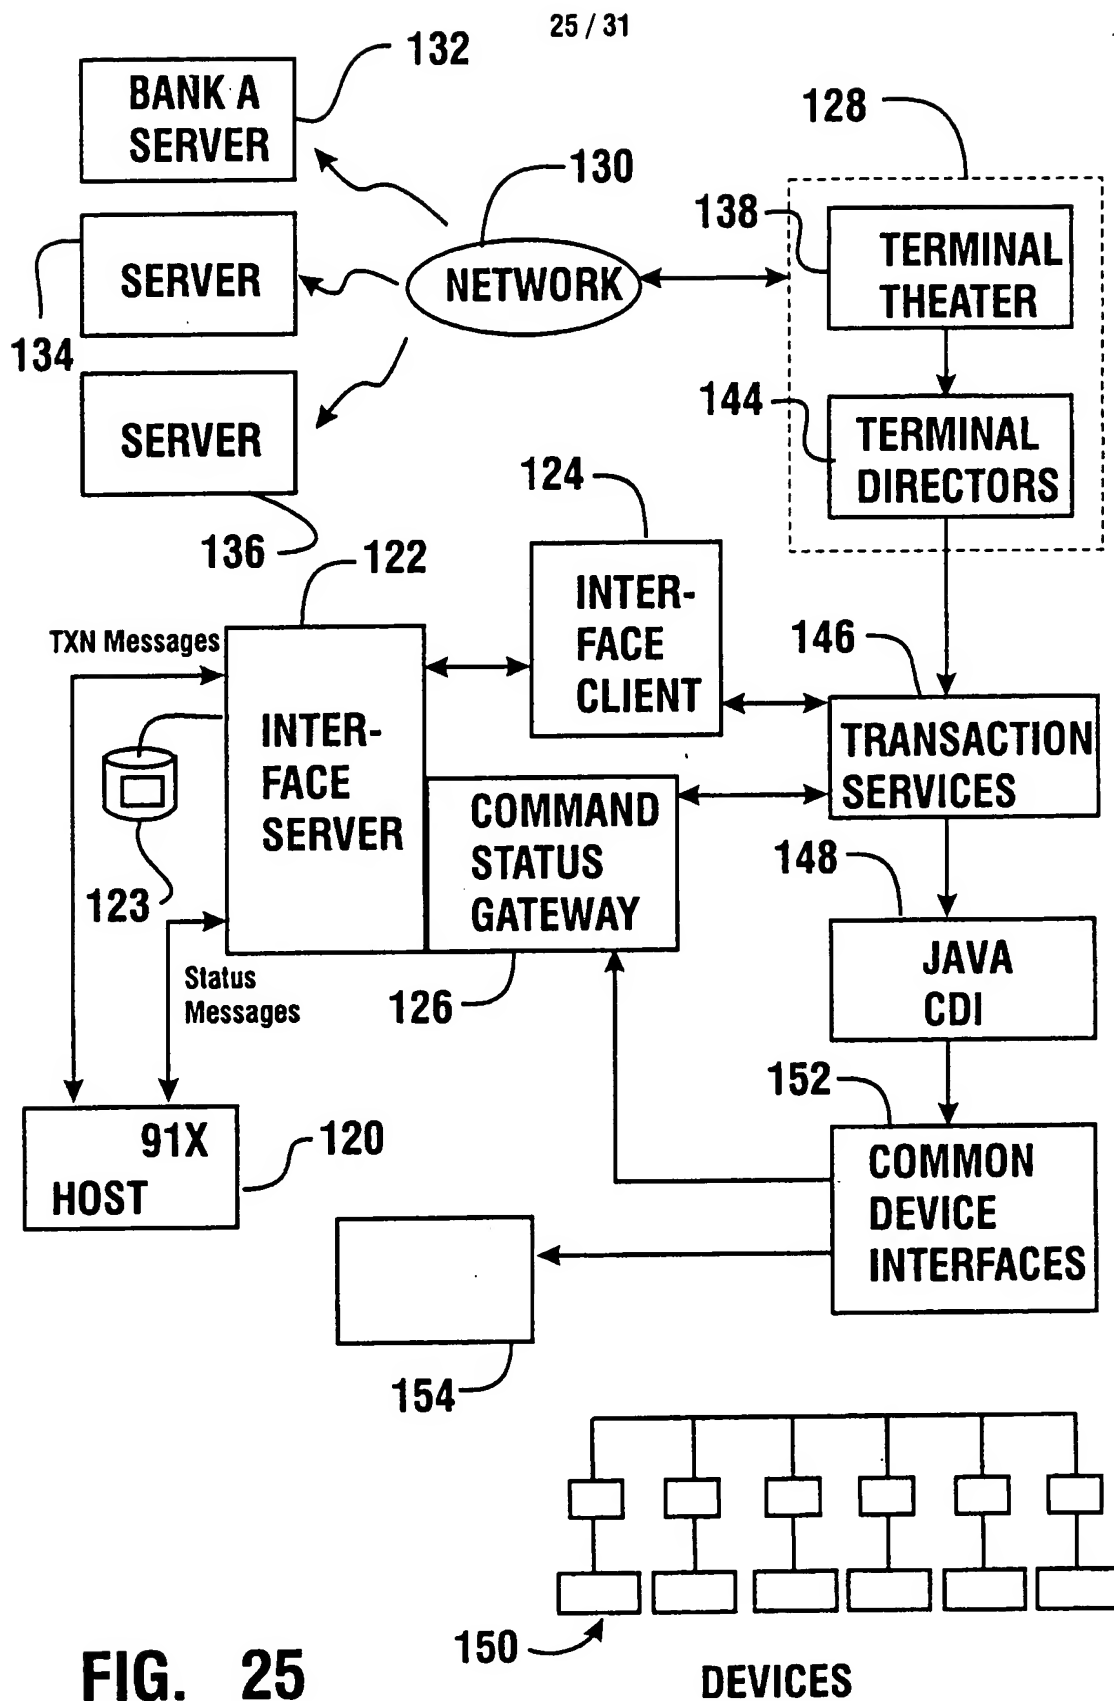 25 / 31
132
BANK A
SERVER
128
130
138
TERMINAL
THEATER
NETWORK
SERVER
134
144
TERMINAL
DIRECTORS
SERVER
124
136
122
INTER-
FACE
CLIENT
TXN Messages
146
INTER-
FACE
SERVER
TRANSACTION
SERVICES
COMMAND
STATUS
GATEWAY
148
123
JAVA
CDI
Status
Messages
126
152
91X
HOST
120
COMMON
DEVICE
INTERFACES
154
150
DEVICES
FIG. 25